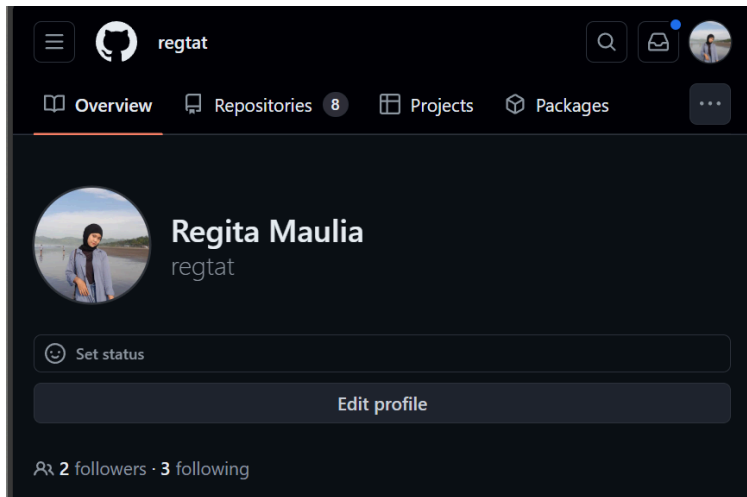 regtat
Overview Repositories 8 Projects Packages
Regita Maulia
regtat
Set status
Edit profile
2 followers · 3 following